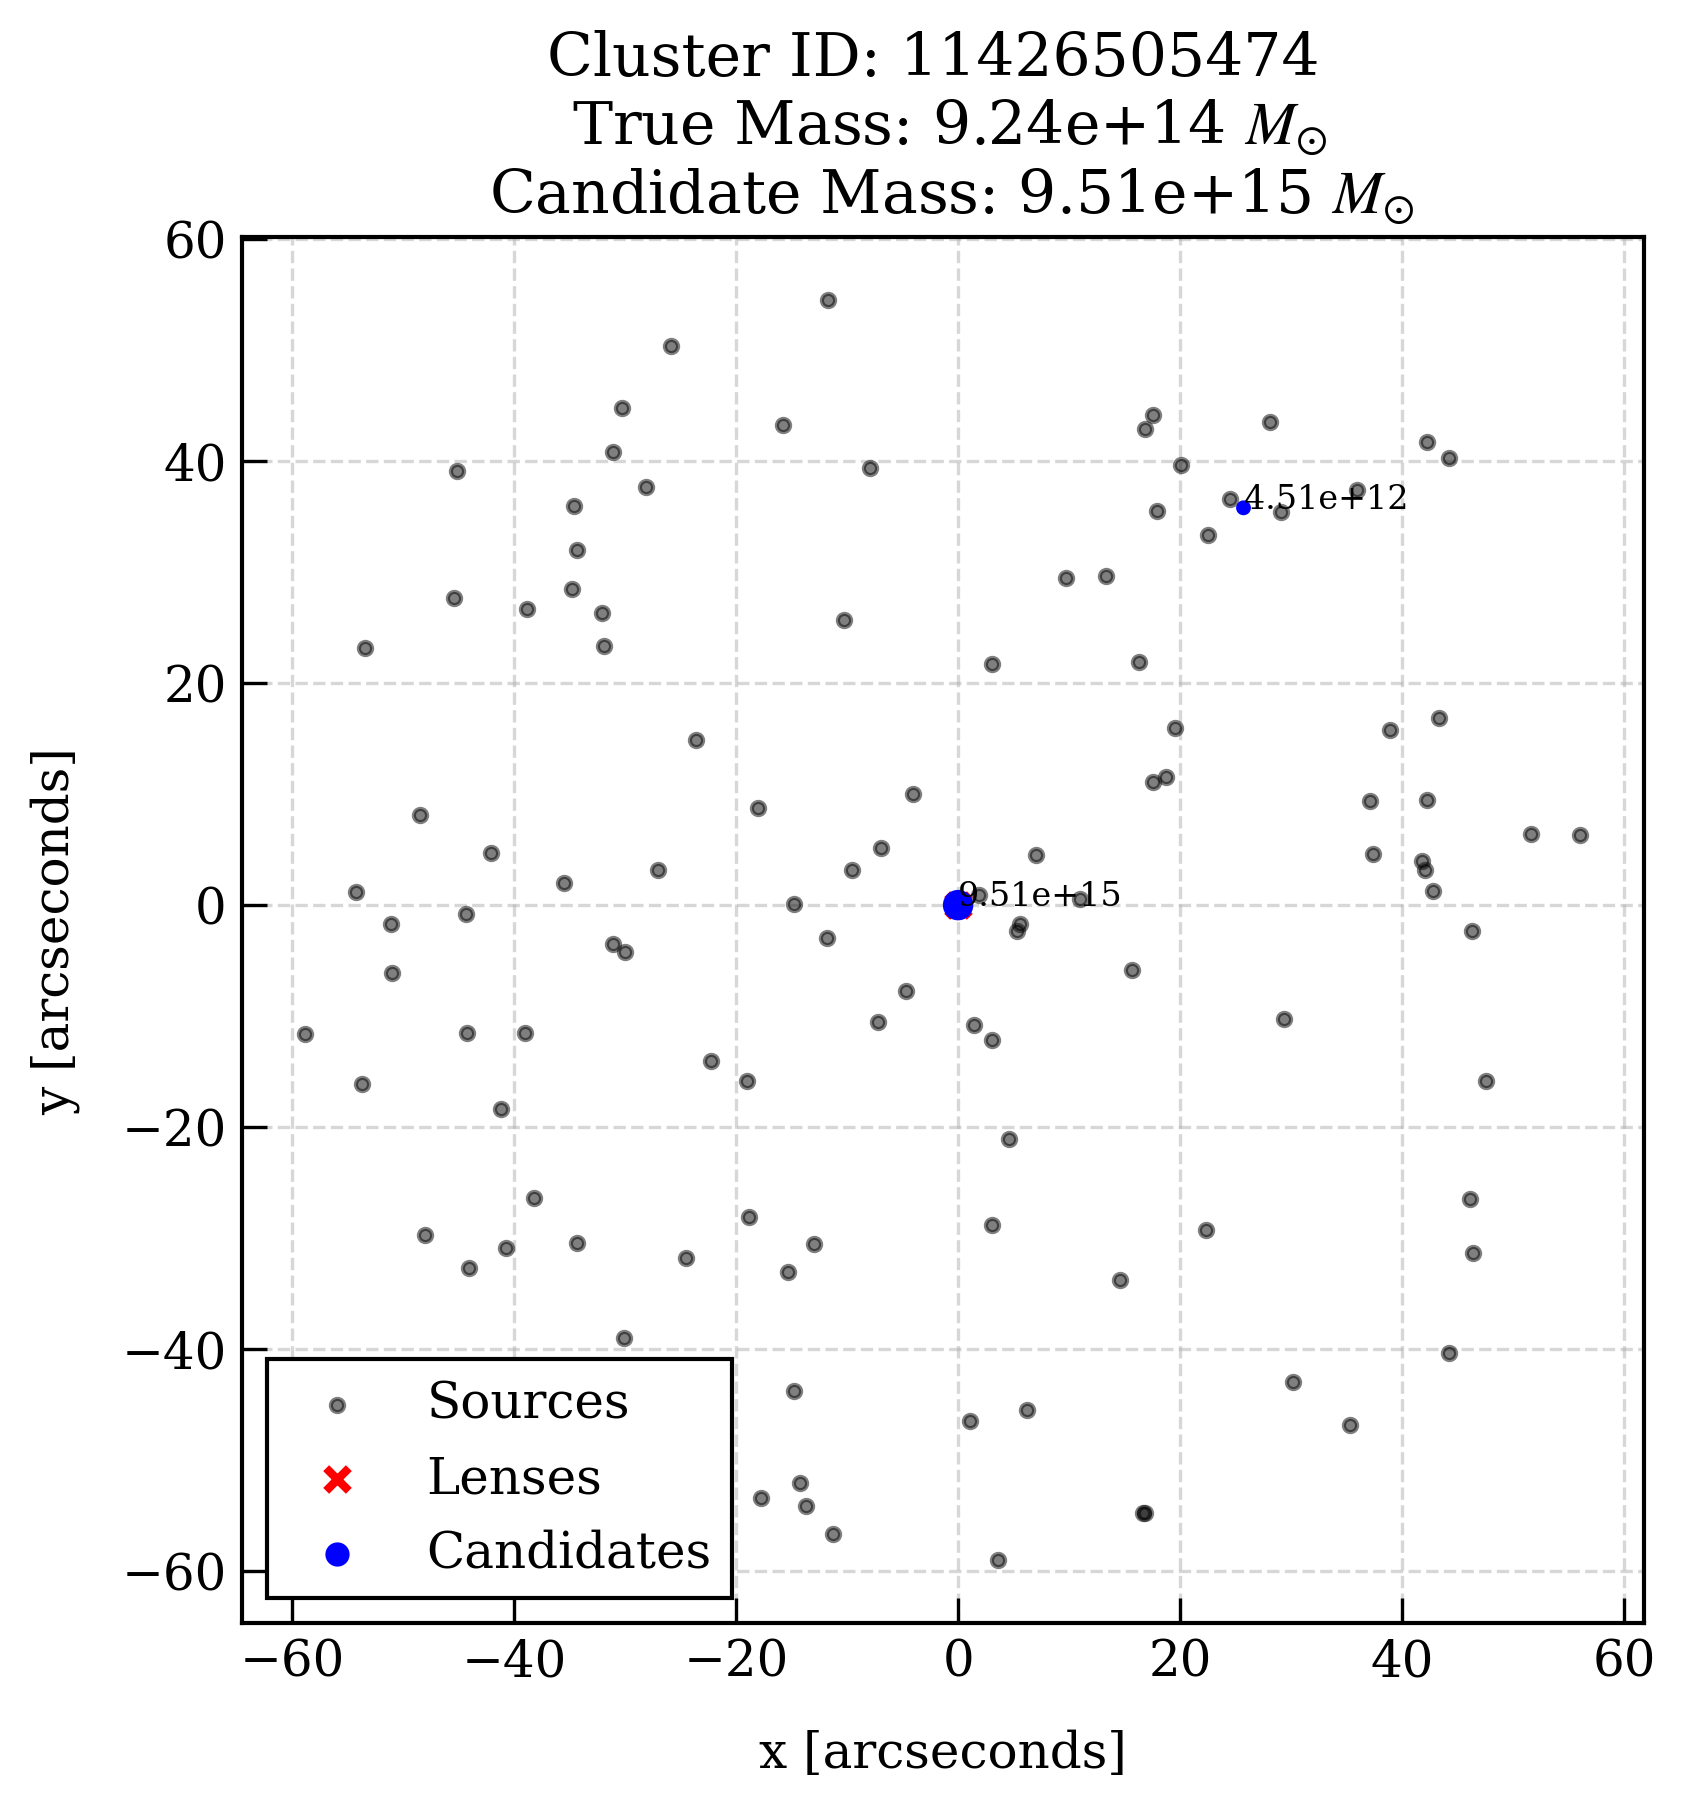 Cluster ID: 11426505474
True Mass: 9.24e+14 M⊙
Candidate Mass: 9.51e+15 M⊙
60
40
20
0
−20
−40
−60
y [arcseconds]
4.51e+12
9.51e+15
Sources
Lenses
Candidates
−60 −40 −20 0 20 40 60
x [arcseconds]